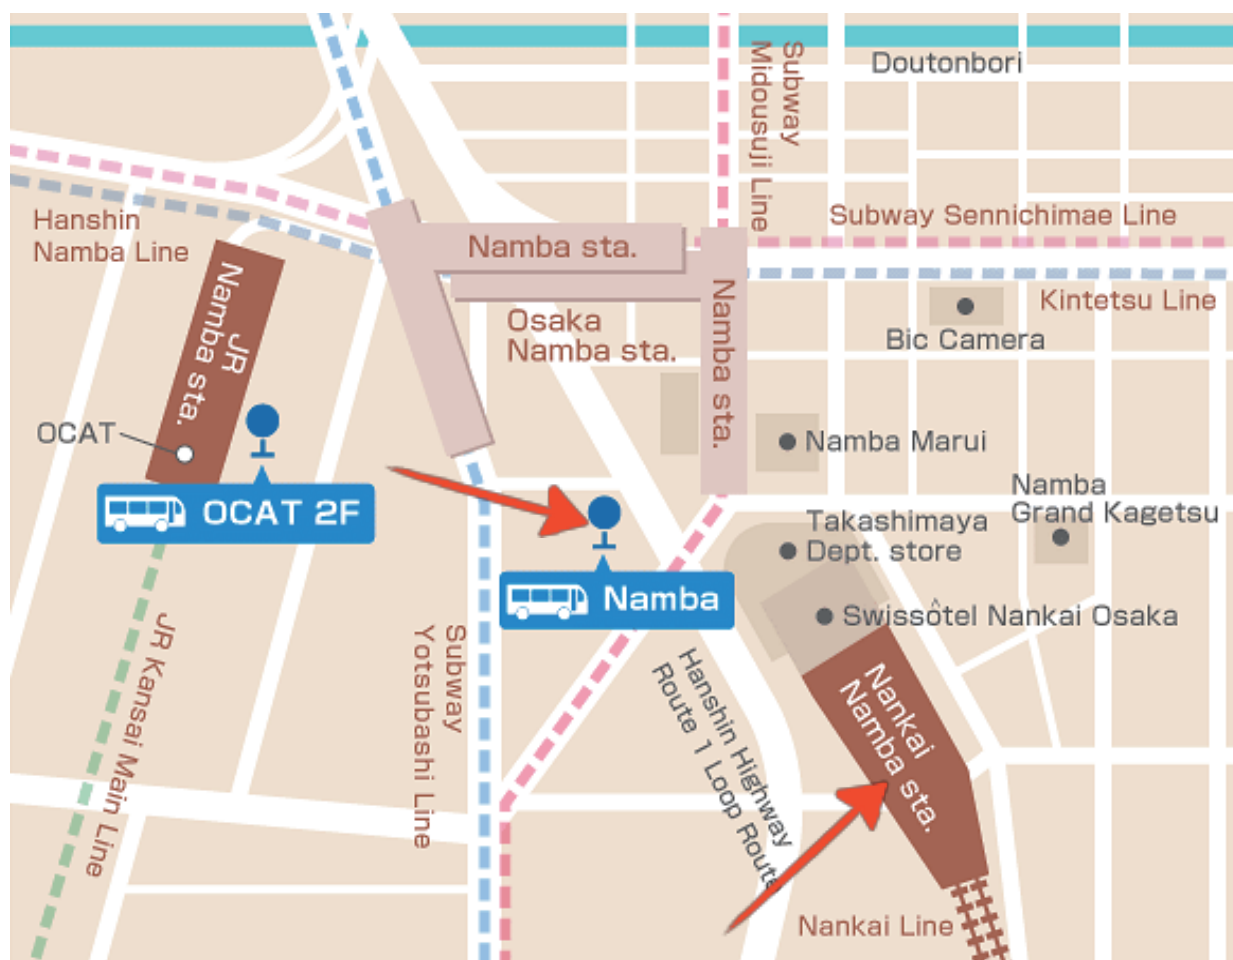 Doutonbori
Subway
Midousuji Line
Subway Sennichimae Line
Hanshin
Namba Line
Namba sta.
Kintetsu Line
Osaka
Namba sta.
Namba sta.
Bic Camera
JR
Namba sta.
OCAT
Namba Marui
OCAT 2F
Namba
Grand Kagetsu
Takashimaya
Dept. store
Namba
Swissôtel Nankai Osaka
JR Kansai Main Line
Subway
Yotsubashi Line
Hanshin Highway
Route 1 Loop Route
Nankai
Namba sta.
Nankai Line